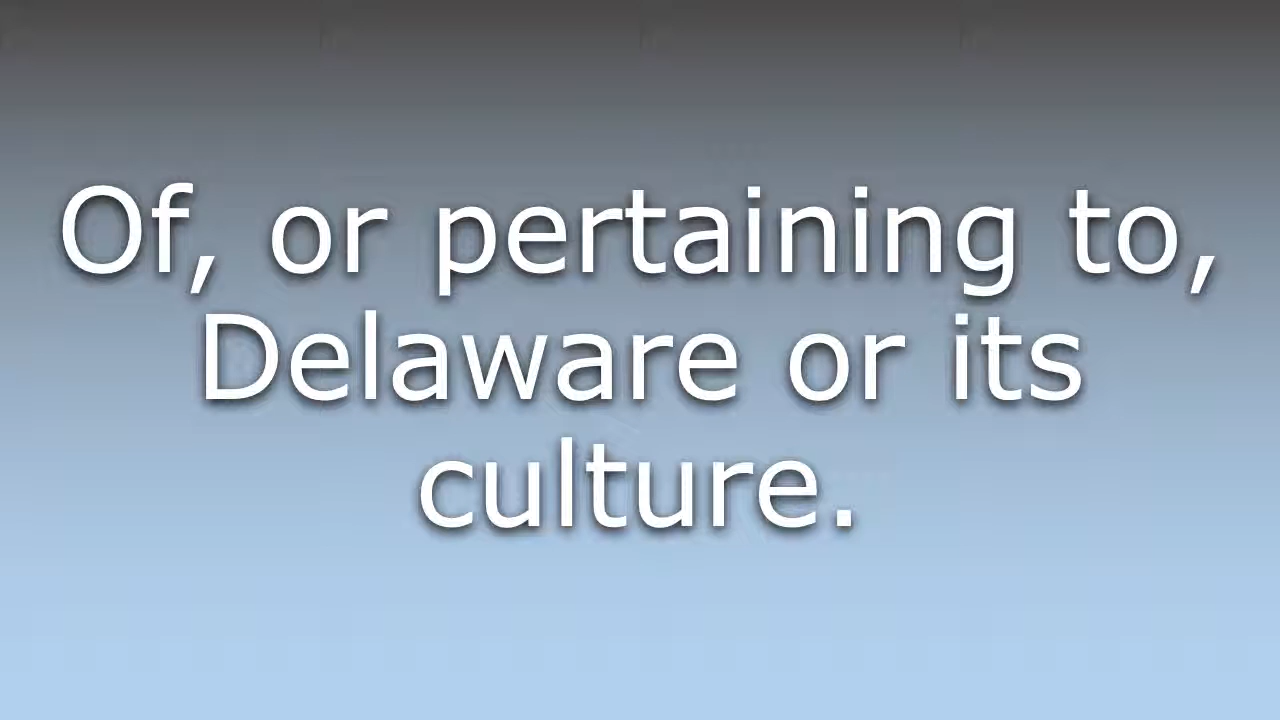 Of, or pertaining to,
Delaware or its
culture.